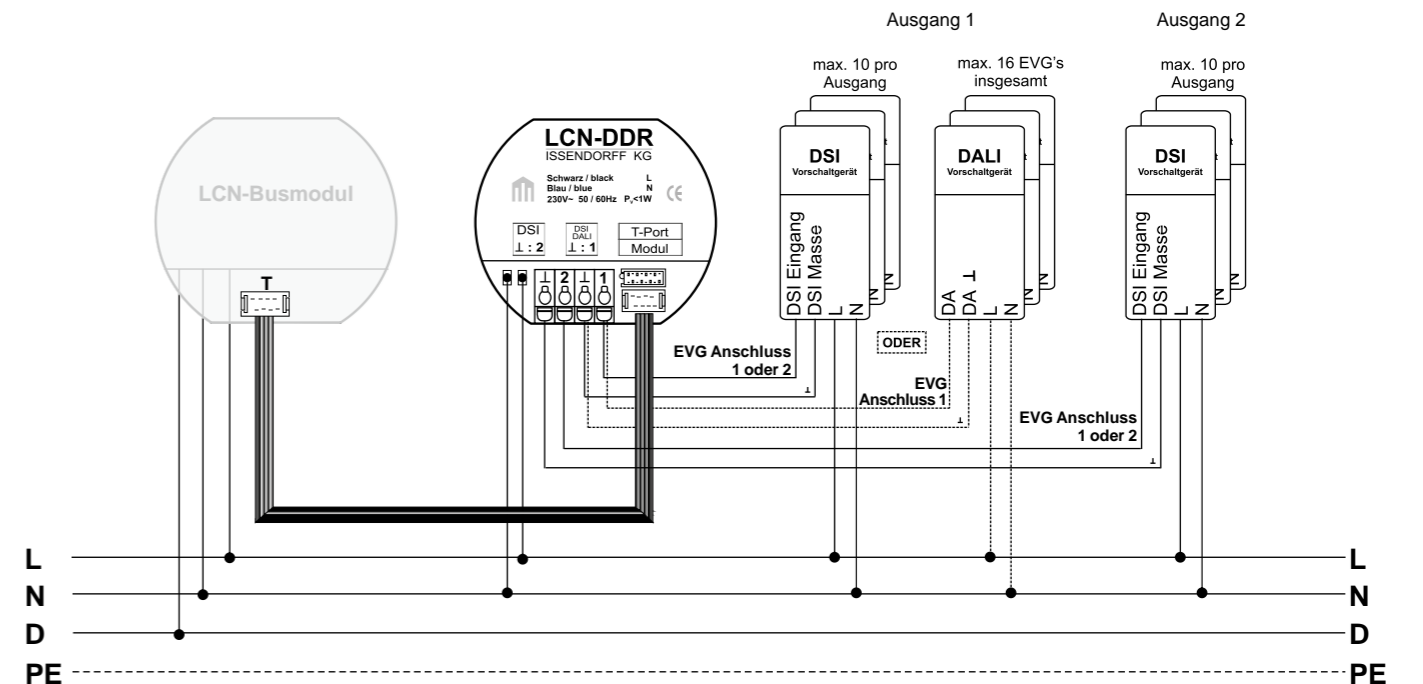 Ausgang 1
Ausgang 2
max. 10 pro
Ausgang
max. 16 EVG's
insgesamt
max. 10 pro
Ausgang
LCN-Busmodul
T
LCN-DDR
ISSENDORFF KG
Schwarz / black L
Blau / blue N
230V~ 50 / 60Hz Pv<1W
CE
DSI
⊥ : 2
DSI
DALI
⊥ : 1
T-Port
Modul
⊥ 2 ⊥ 1
DSI
Vorschaltgerät
t
t
DSI Eingang
DSI Masse
L
N
N
N
DALI
Vorschaltgerät
t
t
DA
DA ⊥
L
N
N
N
DSI
Vorschaltgerät
t
t
DSI Eingang
DSI Masse
L
N
N
N
ODER
EVG Anschluss
1 oder 2
⊥
EVG
Anschluss 1
⊥
EVG Anschluss
1 oder 2
⊥
L L
N N
D D
PE PE